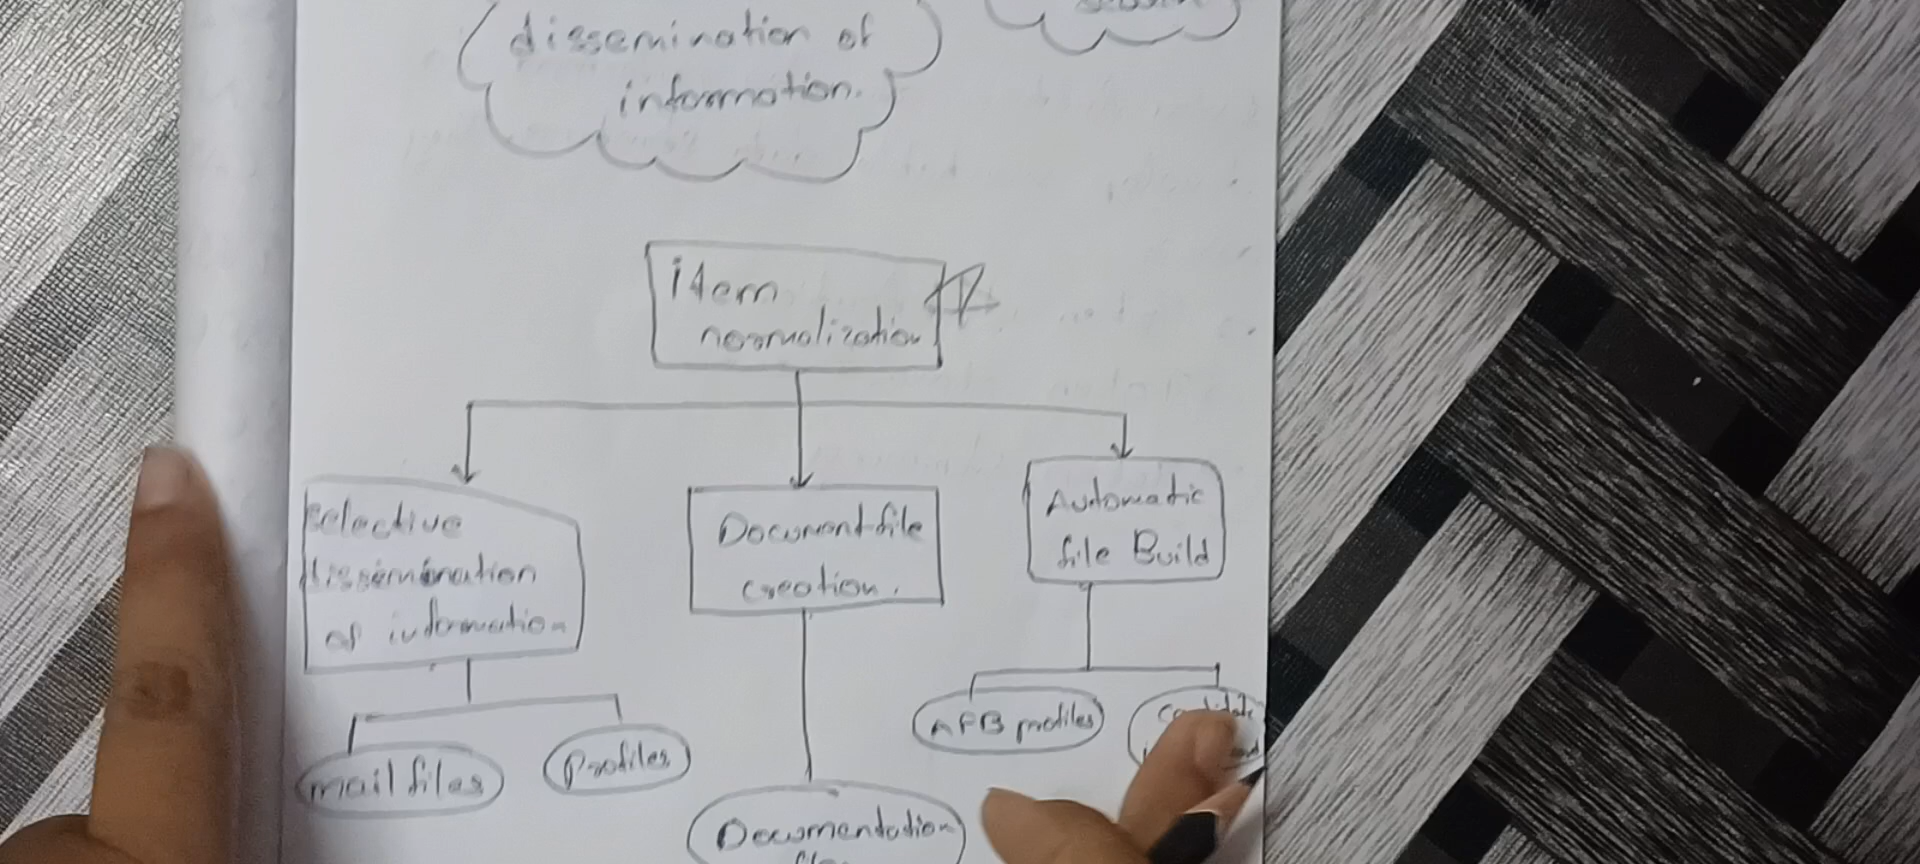 dissemination of
information.
item
normalization
Selective
dissemination
of information
Document file
creation.
Automatic
file Build
mail files
Profiles
AFB profiles
Documentation